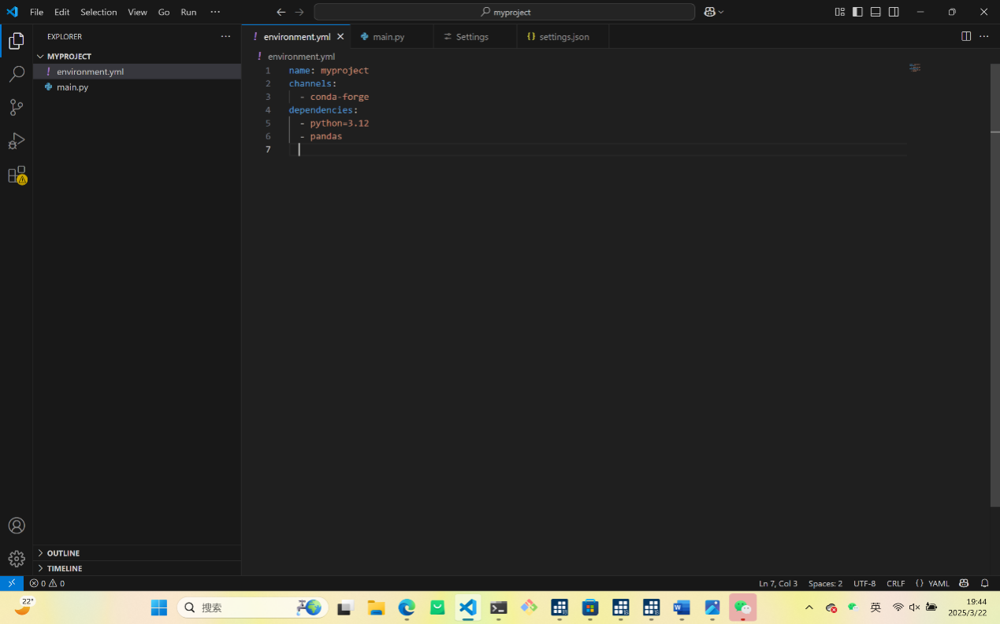 File Edit Selection View Go Run ···
myproject
EXPLORER
environment.yml
main.py
Settings
settings.json
MYPROJECT
environment.yml
main.py
environment.yml
1 name: myproject
2 channels:
3 - conda-forge
4 dependencies:
5 - python=3.12
6 - pandas
7
OUTLINE
TIMELINE
0 0
Ln 7, Col 3 Spaces: 2 UTF-8 CRLF {} YAML
22°
搜索
英
19:44
2025/3/22